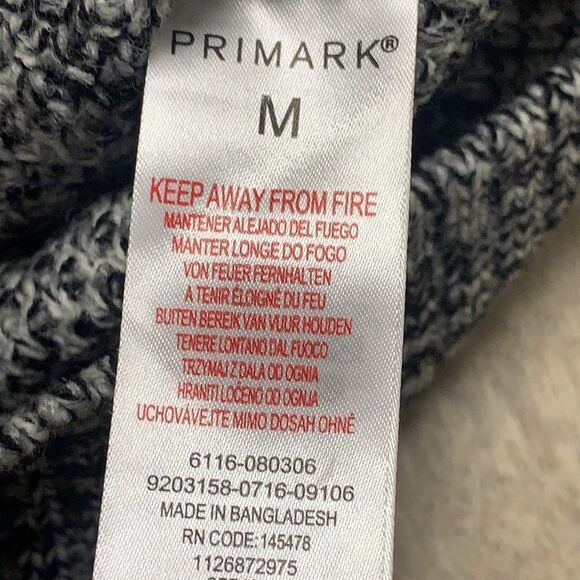 PRIMARK®
M
KEEP AWAY FROM FIRE
MANTENER ALEJADO DEL FUEGO
MANTER LONGE DO FOGO
VON FEUER FERNHALTEN
A TENIR ÉLOIGNÉ DU FEU
BUITEN BEREIK VAN VUUR HOUDEN
TENERE LONTANO DAL FUOCO
TRZYMAJ Z DALA OD OGNIA
HRANITI LOČENO OD OGNJA
UCHOVÁVEJTE MIMO DOSAH OHNĚ
6116-080306
9203158-0716-09106
MADE IN BANGLADESH
RN CODE: 145478
1126872975